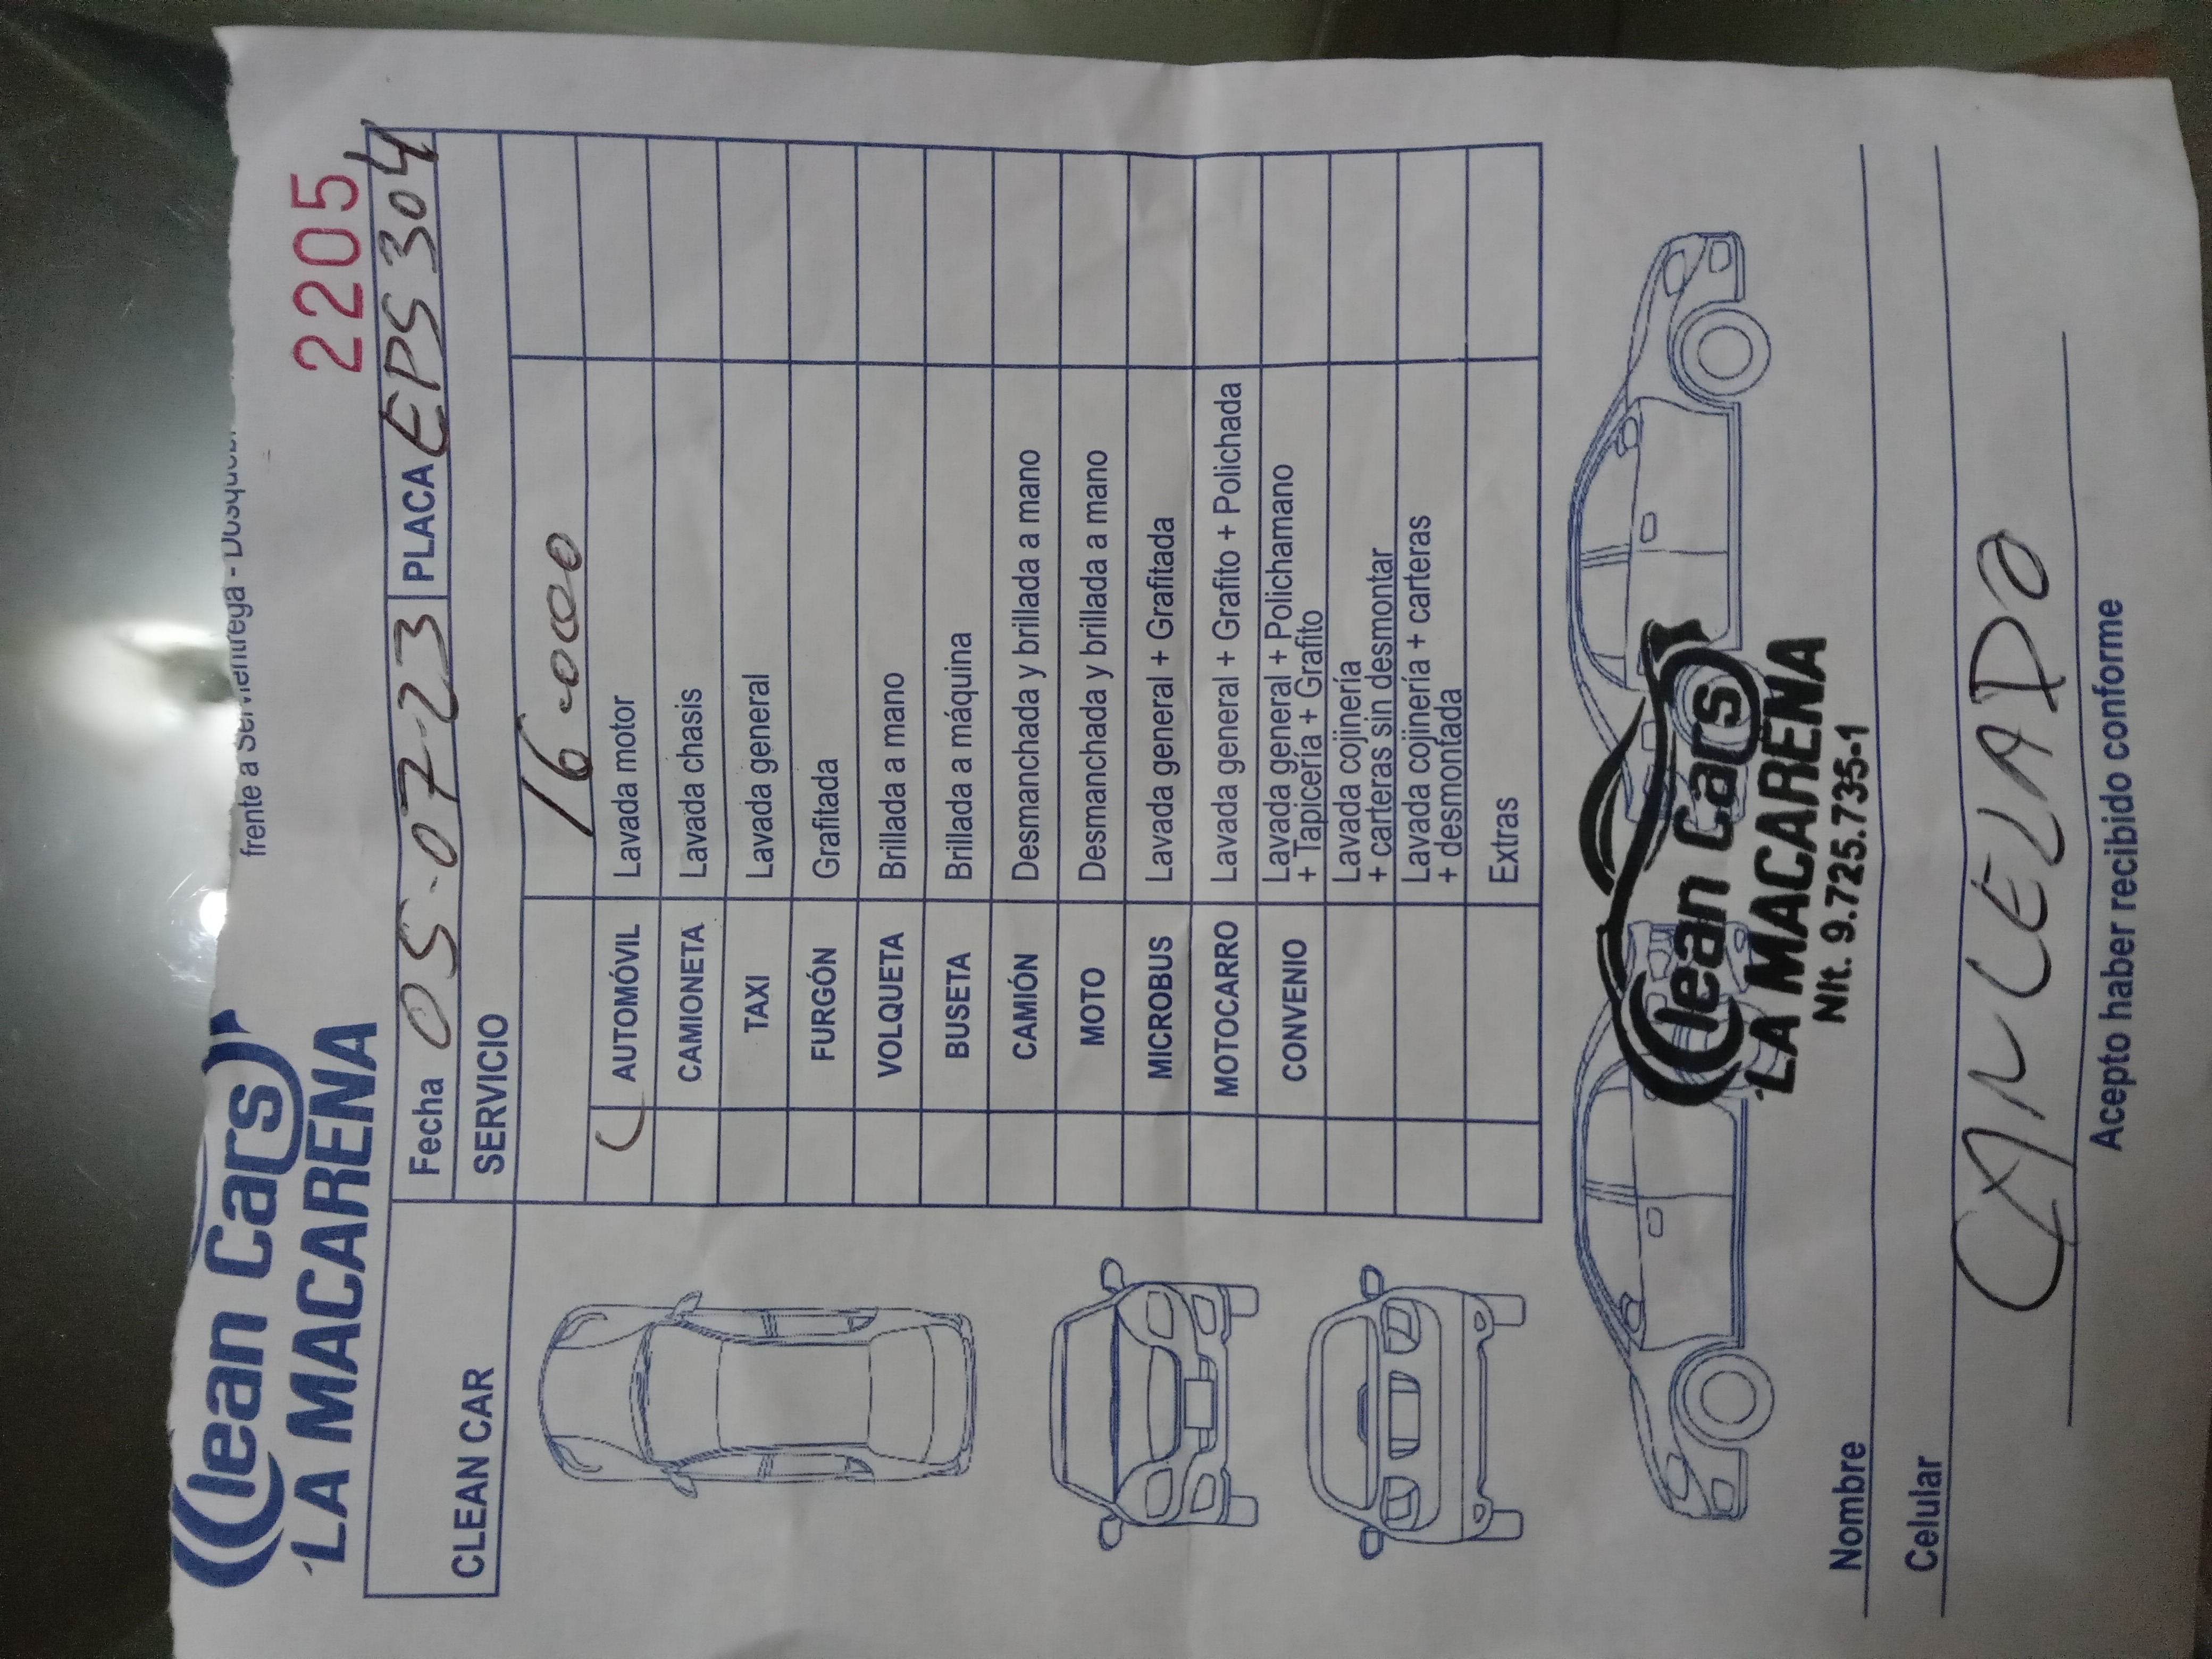 Clean Cars
LA MACARENA
frente a Servientrega - Dosque
2205
Fecha 05-07-23 PLACA EPS304
CLEAN CAR
SERVICIO
16-000
AUTOMÓVIL Lavada motor
CAMIONETA Lavada chasis
TAXI Lavada general
FURGÓN Grafitada
VOLQUETA Brillada a mano
BUSETA Brillada a máquina
CAMIÓN Desmanchada y brillada a mano
MOTO Desmanchada y brillada a mano
MICROBUS Lavada general + Grafitada
MOTOCARRO Lavada general + Grafito + Polichada
CONVENIO Lavada general + Polichamano
+ Tapicería + Grafito
Lavada cojinería
+ carteras sin desmontar
Lavada cojinería + carteras
+ desmontada
Extras
Clean Cars
LA MACARENA
NIt. 9.725.735-1
Nombre
Celular
CANCELADO
Acepto haber recibido conforme